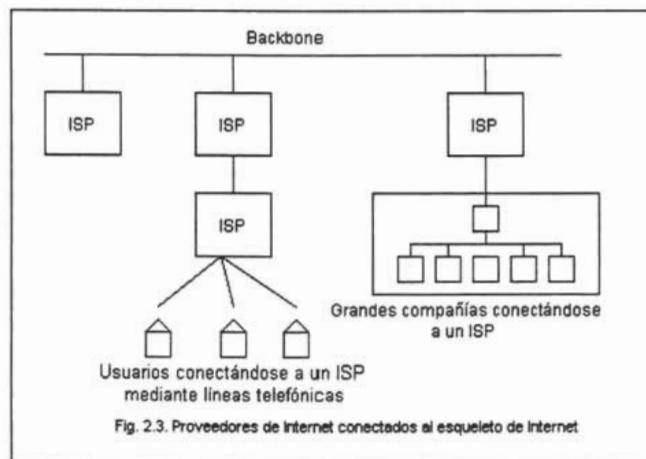 Backbone
ISP
ISP
ISP
ISP
Grandes compañías conectándose
a un ISP
Usuarios conectándose a un ISP
mediante líneas telefónicas
Fig. 2.3. Proveedores de Internet conectados al esqueleto de Internet